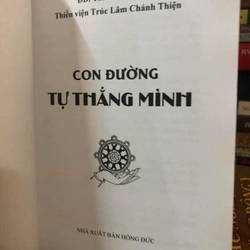 Thiền viện Trúc Lâm Chánh Thiện
CON ĐƯỜNG
TỰ THẮNG MÌNH
NHÀ XUẤT BẢN HỒNG ĐỨC